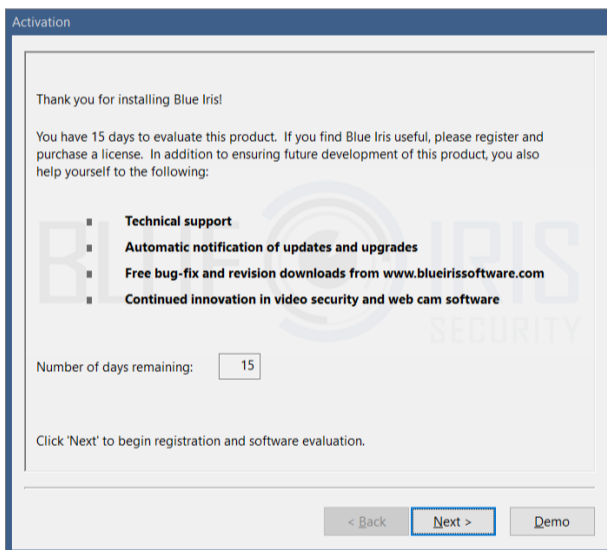 Activation
Thank you for installing Blue Iris!
You have 15 days to evaluate this product. If you find Blue Iris useful, please register and
purchase a license. In addition to ensuring future development of this product, you also
help yourself to the following:
Technical support
Automatic notification of updates and upgrades
Free bug-fix and revision downloads from www.blueirissoftware.com
Continued innovation in video security and web cam software
BLUE IRIS
SECURITY
Number of days remaining: 15
Click 'Next' to begin registration and software evaluation.
< Back Next > Demo